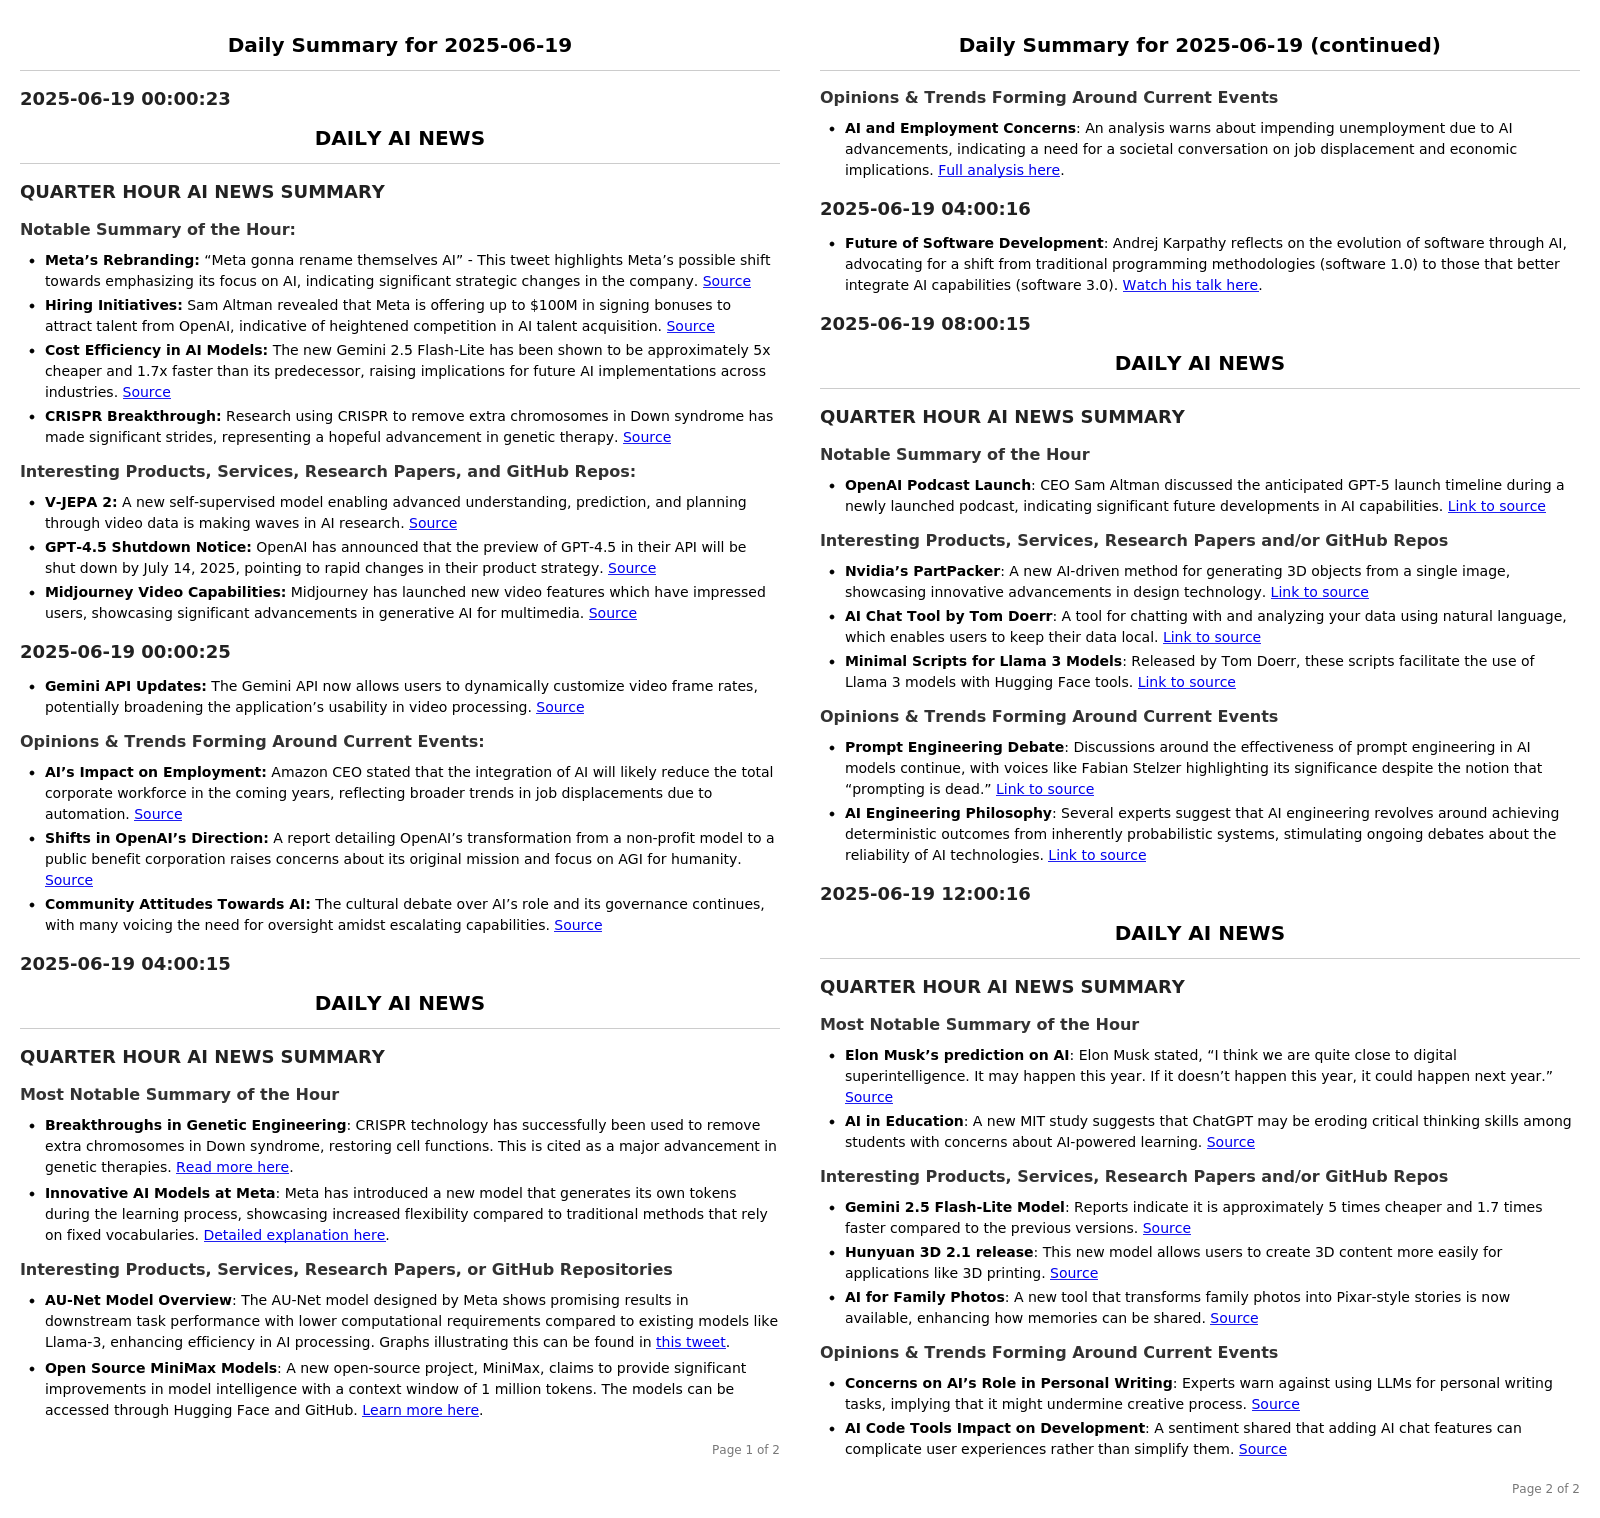 Daily Summary for 2025-06-19
2025-06-19 00:00:23
DAILY AI NEWS
QUARTER HOUR AI NEWS SUMMARY
Notable Summary of the Hour:
• Meta’s Rebranding: “Meta gonna rename themselves AI” - This tweet highlights Meta’s possible shift
towards emphasizing its focus on AI, indicating significant strategic changes in the company. Source
• Hiring Initiatives: Sam Altman revealed that Meta is offering up to $100M in signing bonuses to
attract talent from OpenAI, indicative of heightened competition in AI talent acquisition. Source
• Cost Efficiency in AI Models: The new Gemini 2.5 Flash-Lite has been shown to be approximately 5x
cheaper and 1.7x faster than its predecessor, raising implications for future AI implementations across
industries. Source
• CRISPR Breakthrough: Research using CRISPR to remove extra chromosomes in Down syndrome has
made significant strides, representing a hopeful advancement in genetic therapy. Source
Interesting Products, Services, Research Papers, and GitHub Repos:
• V-JEPA 2: A new self-supervised model enabling advanced understanding, prediction, and planning
through video data is making waves in AI research. Source
• GPT-4.5 Shutdown Notice: OpenAI has announced that the preview of GPT-4.5 in their API will be
shut down by July 14, 2025, pointing to rapid changes in their product strategy. Source
• Midjourney Video Capabilities: Midjourney has launched new video features which have impressed
users, showcasing significant advancements in generative AI for multimedia. Source
2025-06-19 00:00:25
• Gemini API Updates: The Gemini API now allows users to dynamically customize video frame rates,
potentially broadening the application’s usability in video processing. Source
Opinions & Trends Forming Around Current Events:
• AI’s Impact on Employment: Amazon CEO stated that the integration of AI will likely reduce the total
corporate workforce in the coming years, reflecting broader trends in job displacements due to
automation. Source
• Shifts in OpenAI’s Direction: A report detailing OpenAI’s transformation from a non-profit model to a
public benefit corporation raises concerns about its original mission and focus on AGI for humanity.
Source
• Community Attitudes Towards AI: The cultural debate over AI’s role and its governance continues,
with many voicing the need for oversight amidst escalating capabilities. Source
2025-06-19 04:00:15
DAILY AI NEWS
QUARTER HOUR AI NEWS SUMMARY
Most Notable Summary of the Hour
• Breakthroughs in Genetic Engineering: CRISPR technology has successfully been used to remove
extra chromosomes in Down syndrome, restoring cell functions. This is cited as a major advancement in
genetic therapies. Read more here.
• Innovative AI Models at Meta: Meta has introduced a new model that generates its own tokens
during the learning process, showcasing increased flexibility compared to traditional methods that rely
on fixed vocabularies. Detailed explanation here.
Interesting Products, Services, Research Papers, or GitHub Repositories
• AU-Net Model Overview: The AU-Net model designed by Meta shows promising results in
downstream task performance with lower computational requirements compared to existing models like
Llama-3, enhancing efficiency in AI processing. Graphs illustrating this can be found in this tweet.
• Open Source MiniMax Models: A new open-source project, MiniMax, claims to provide significant
improvements in model intelligence with a context window of 1 million tokens. The models can be
accessed through Hugging Face and GitHub. Learn more here.
Page 1 of 2
Daily Summary for 2025-06-19 (continued)
Opinions & Trends Forming Around Current Events
• AI and Employment Concerns: An analysis warns about impending unemployment due to AI
advancements, indicating a need for a societal conversation on job displacement and economic
implications. Full analysis here.
2025-06-19 04:00:16
• Future of Software Development: Andrej Karpathy reflects on the evolution of software through AI,
advocating for a shift from traditional programming methodologies (software 1.0) to those that better
integrate AI capabilities (software 3.0). Watch his talk here.
2025-06-19 08:00:15
DAILY AI NEWS
QUARTER HOUR AI NEWS SUMMARY
Notable Summary of the Hour
• OpenAI Podcast Launch: CEO Sam Altman discussed the anticipated GPT-5 launch timeline during a
newly launched podcast, indicating significant future developments in AI capabilities. Link to source
Interesting Products, Services, Research Papers and/or GitHub Repos
• Nvidia’s PartPacker: A new AI-driven method for generating 3D objects from a single image,
showcasing innovative advancements in design technology. Link to source
• AI Chat Tool by Tom Doerr: A tool for chatting with and analyzing your data using natural language,
which enables users to keep their data local. Link to source
• Minimal Scripts for Llama 3 Models: Released by Tom Doerr, these scripts facilitate the use of
Llama 3 models with Hugging Face tools. Link to source
Opinions & Trends Forming Around Current Events
• Prompt Engineering Debate: Discussions around the effectiveness of prompt engineering in AI
models continue, with voices like Fabian Stelzer highlighting its significance despite the notion that
“prompting is dead.” Link to source
• AI Engineering Philosophy: Several experts suggest that AI engineering revolves around achieving
deterministic outcomes from inherently probabilistic systems, stimulating ongoing debates about the
reliability of AI technologies. Link to source
2025-06-19 12:00:16
DAILY AI NEWS
QUARTER HOUR AI NEWS SUMMARY
Most Notable Summary of the Hour
• Elon Musk’s prediction on AI: Elon Musk stated, “I think we are quite close to digital
superintelligence. It may happen this year. If it doesn’t happen this year, it could happen next year.”
Source
• AI in Education: A new MIT study suggests that ChatGPT may be eroding critical thinking skills among
students with concerns about AI-powered learning. Source
Interesting Products, Services, Research Papers and/or GitHub Repos
• Gemini 2.5 Flash-Lite Model: Reports indicate it is approximately 5 times cheaper and 1.7 times
faster compared to the previous versions. Source
• Hunyuan 3D 2.1 release: This new model allows users to create 3D content more easily for
applications like 3D printing. Source
• AI for Family Photos: A new tool that transforms family photos into Pixar-style stories is now
available, enhancing how memories can be shared. Source
Opinions & Trends Forming Around Current Events
• Concerns on AI’s Role in Personal Writing: Experts warn against using LLMs for personal writing
tasks, implying that it might undermine creative process. Source
• AI Code Tools Impact on Development: A sentiment shared that adding AI chat features can
complicate user experiences rather than simplify them. Source
Page 2 of 2